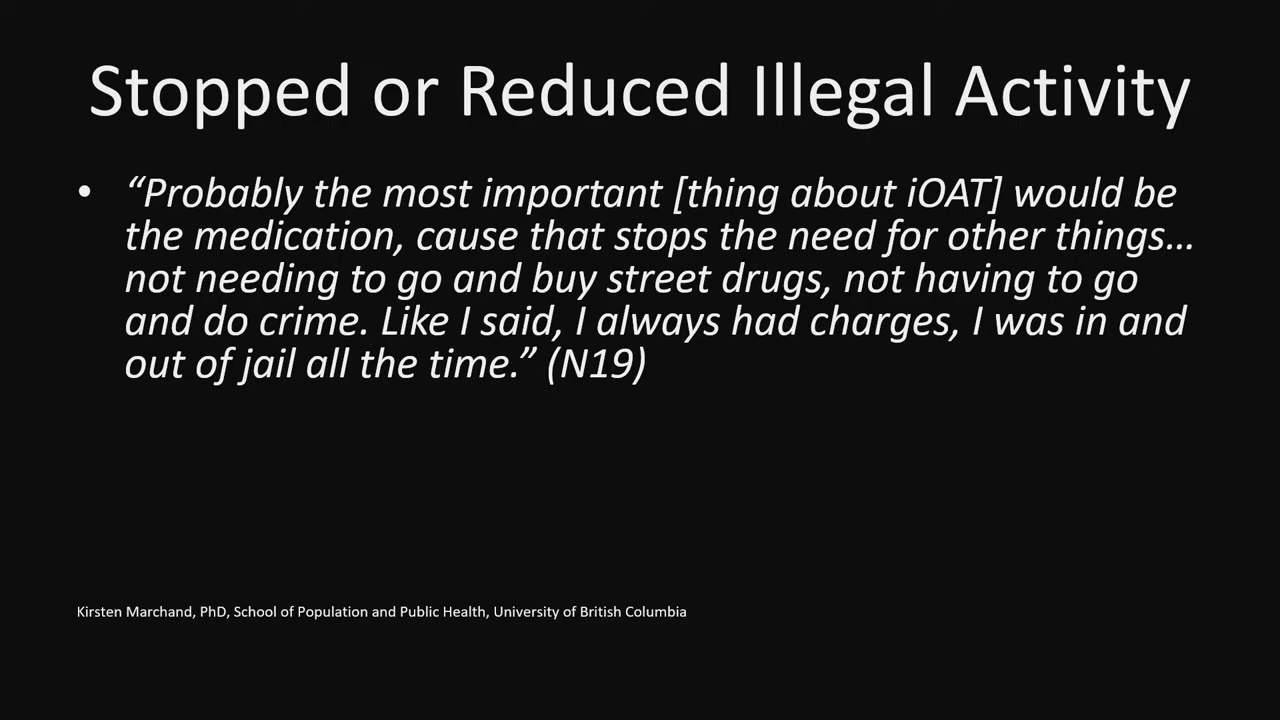 Stopped or Reduced Illegal Activity
• “Probably the most important [thing about iOAT] would be
the medication, cause that stops the need for other things…
not needing to go and buy street drugs, not having to go
and do crime. Like I said, I always had charges, I was in and
out of jail all the time.” (N19)
Kirsten Marchand, PhD, School of Population and Public Health, University of British Columbia